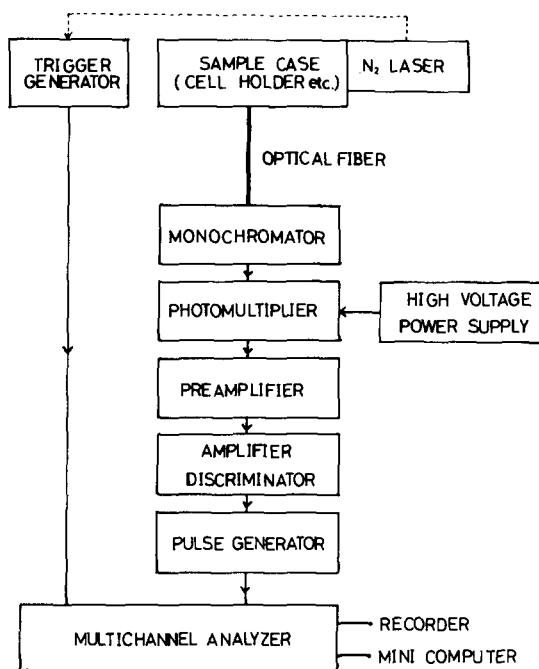 TRIGGER
GENERATOR
SAMPLE CASE
( CELL HOLDER etc.)
N₂ LASER
OPTICAL FIBER
MONOCHROMATOR
PHOTOMULTIPLIER
HIGH VOLTAGE
POWER SUPPLY
PREAMPLIFIER
AMPLIFIER
DISCRIMINATOR
PULSE GENERATOR
MULTICHANNEL ANALYZER
RECORDER
MINI COMPUTER